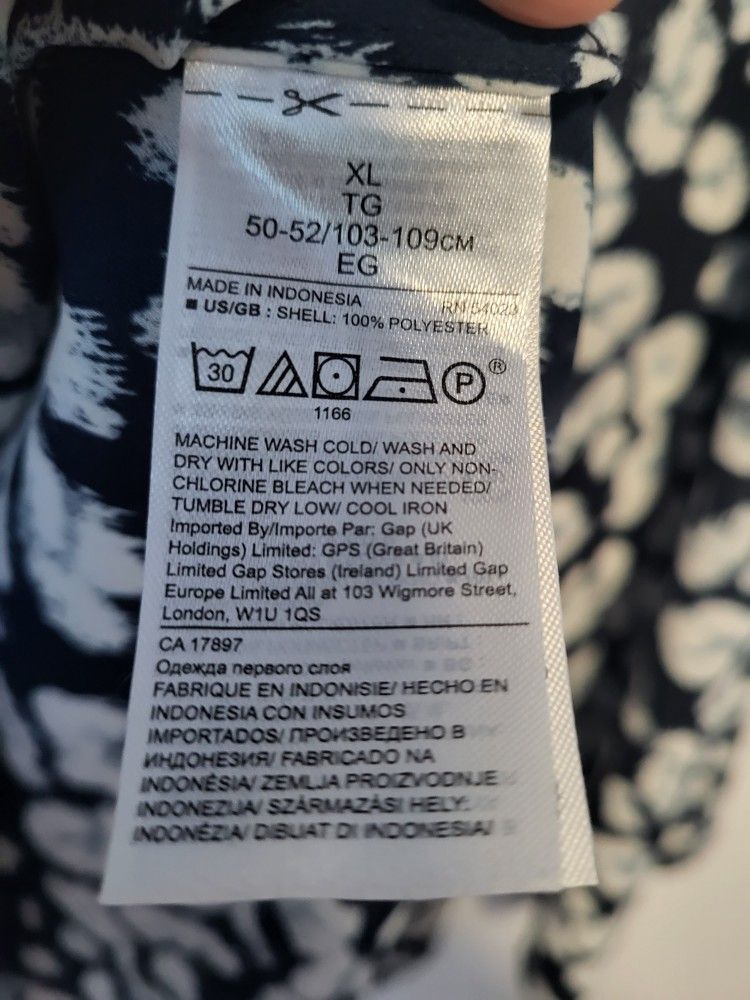 XL
TG
50-52/103-109CM
EG
MADE IN INDONESIA RN 54023
■ US/GB : SHELL: 100% POLYESTER
30 P ®
1166
MACHINE WASH COLD/ WASH AND
DRY WITH LIKE COLORS/ ONLY NON-
CHLORINE BLEACH WHEN NEEDED/
TUMBLE DRY LOW/ COOL IRON
Imported By/Importe Par: Gap (UK
Holdings) Limited: GPS (Great Britain)
Limited Gap Stores (Ireland) Limited Gap
Europe Limited All at 103 Wigmore Street,
London, W1U 1QS
CA 17897
Одежда первого слоя
FABRIQUE EN INDONISIE/ HECHO EN
INDONESIA CON INSUMOS
IMPORTADOS/ ПРОИЗВЕДЕНО В
ИНДОНЕЗИЯ/ FABRICADO NA
INDONÉSIA/ ZEMLJA PROIZVODNJE
INDONEZIJA/ SZÁRMAZÁSI HELY:
INDONÉZIA/ DIBUAT DI INDONESIA/